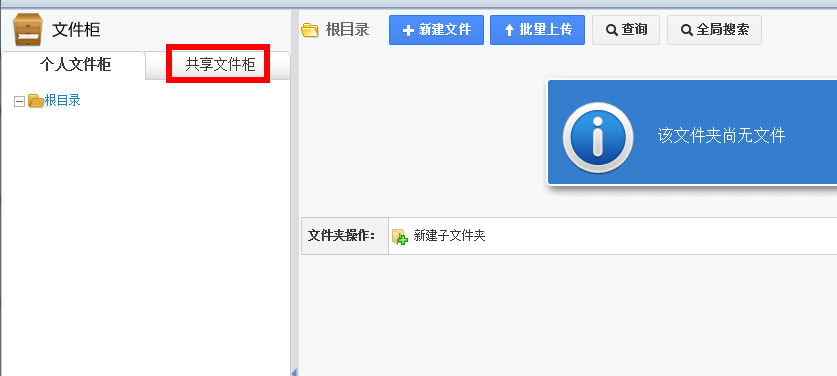 文件柜
个人文件柜
共享文件柜
根目录
根目录
新建文件
批量上传
查询
全局搜索
该文件夹尚无文件
文件夹操作：
新建子文件夹